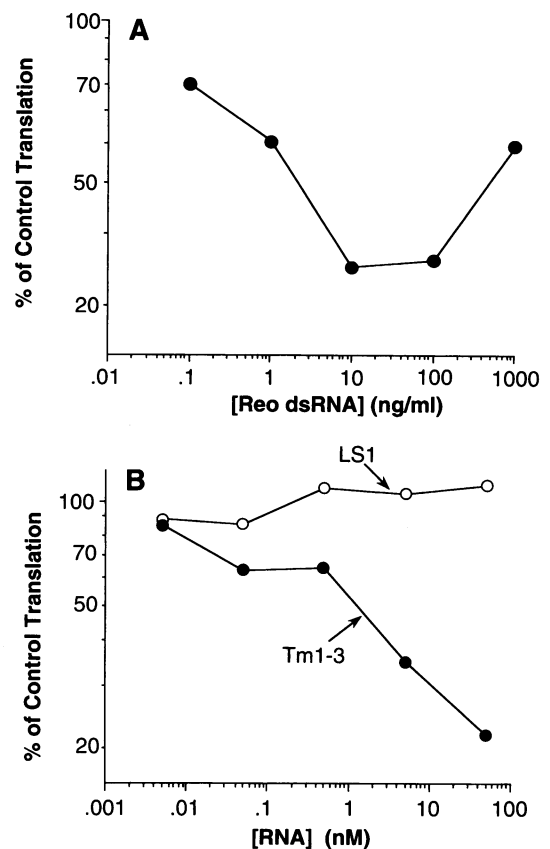 A
% of Control Translation
100
70
50
20
.01 .1 1 10 100 1000
[Reo dsRNA] (ng/ml)
B
% of Control Translation
100
70
50
20
LS1
Tm1-3
.001 .01 .1 1 10 100
[RNA] (nM)